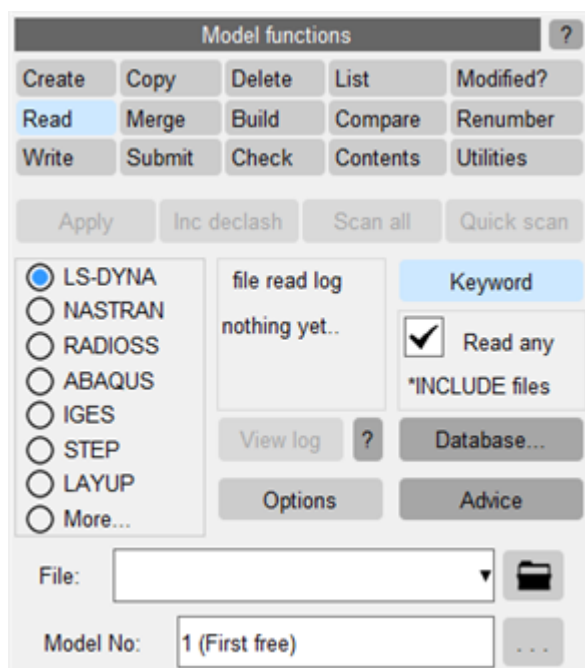 Model functions ?
Create Copy Delete List Modified?
Read Merge Build Compare Renumber
Write Submit Check Contents Utilities
Apply Inc declash Scan all Quick scan
LS-DYNA
NASTRAN
RADIOSS
ABAQUS
IGES
STEP
LAYUP
More...
file read log
nothing yet..
View log ?
Options
Keyword
Read any
*INCLUDE files
Database...
Advice
File:
Model No: 1 (First free) ...